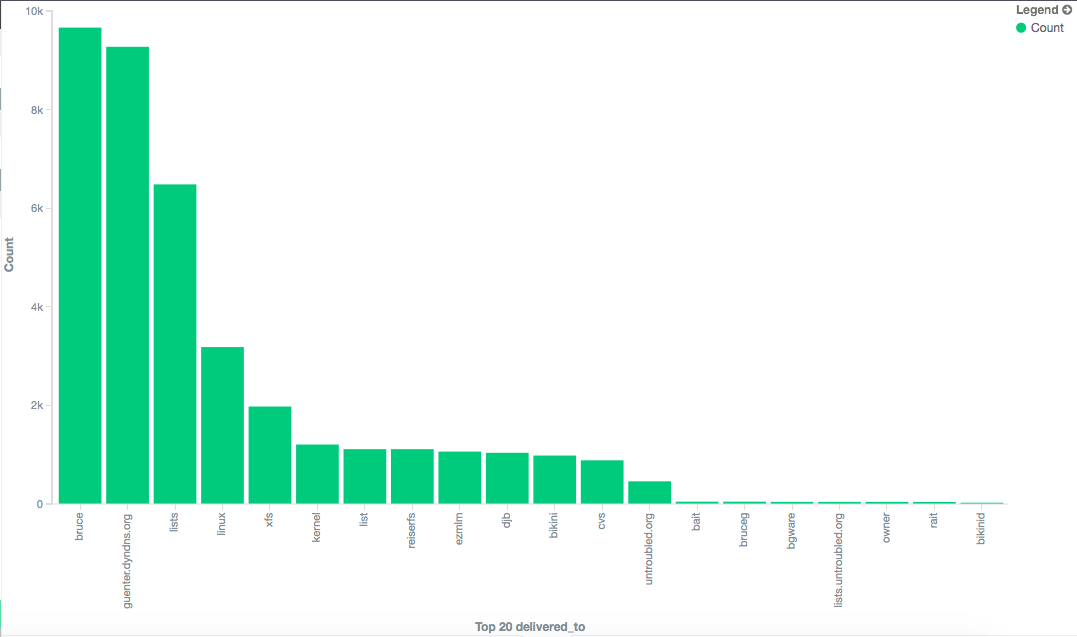 Legend
Count
10k
8k
6k
4k
2k
0
Count
bruce
guenter.dyndns.org
lists
linux
xfs
kernel
list
reiserfs
ezmlm
djb
bikini
cvs
untroubled.org
bait
bruceg
bgware
lists.untroubled.org
owner
rait
bikinid
Top 20 delivered_to